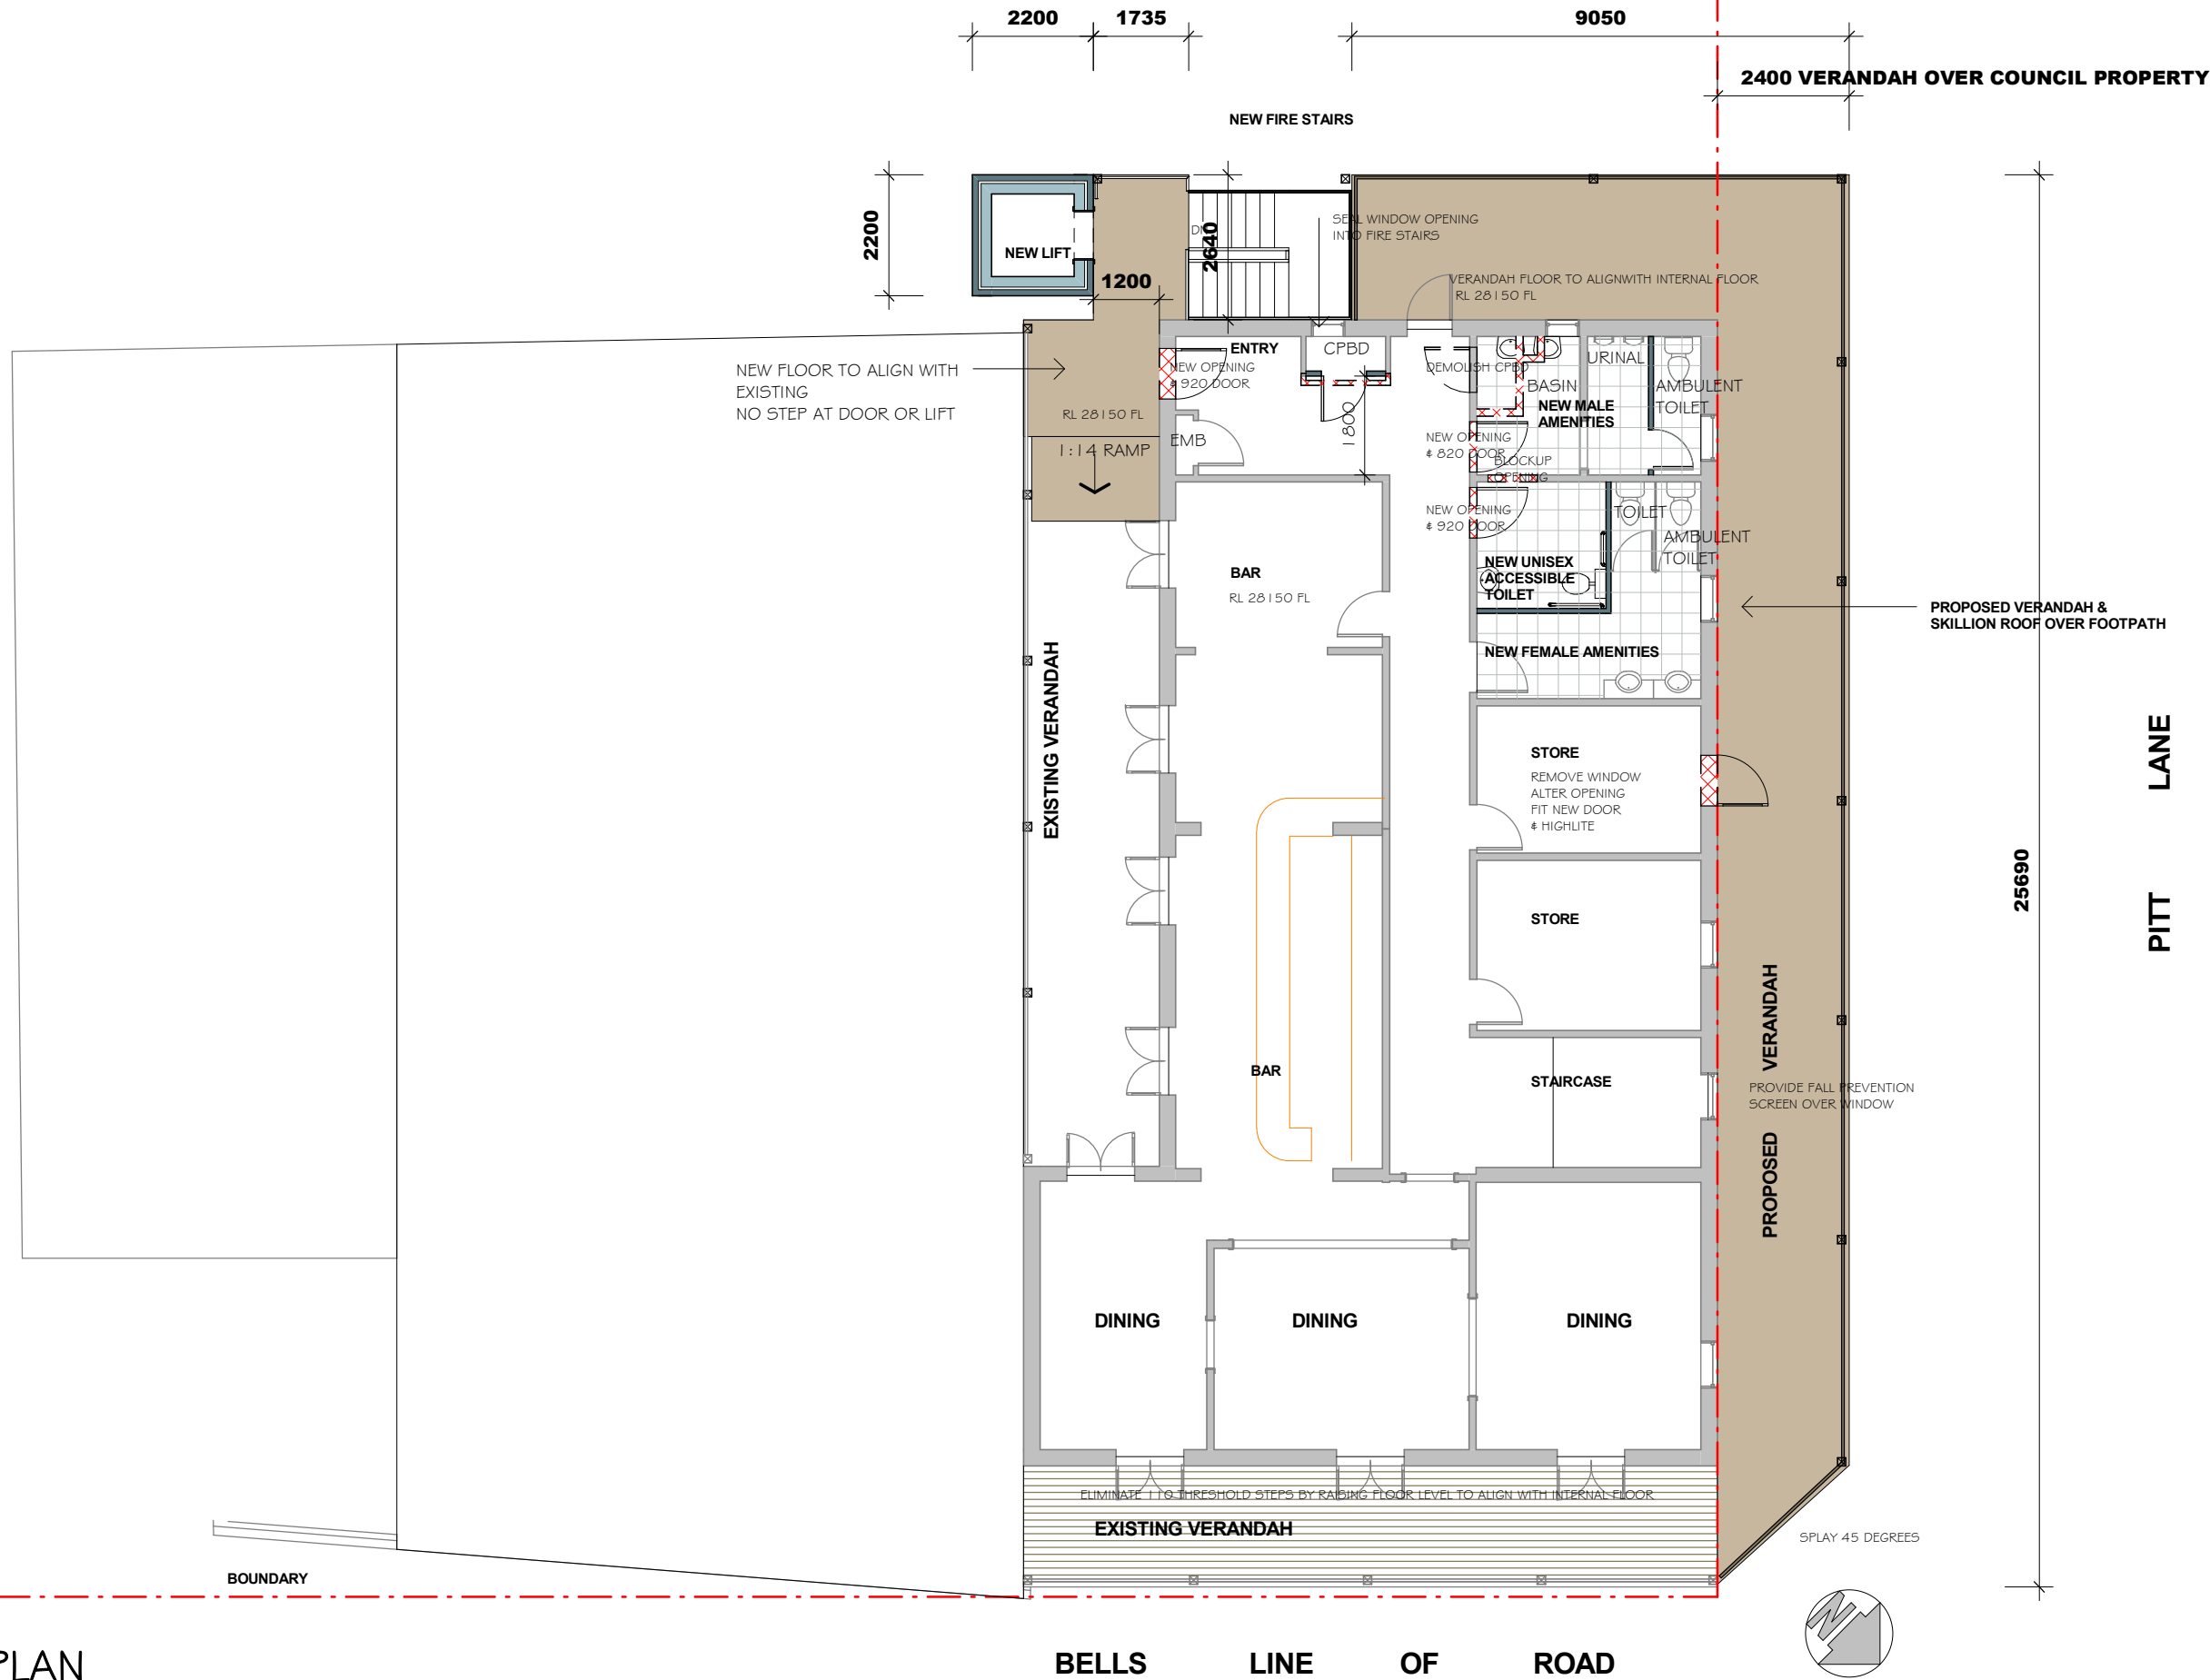 2200
1735
9050
2400 VERANDAH OVER COUNCIL PROPERTY
NEW FIRE STAIRS
2200
NEW LIFT
1200
2640
SEAL WINDOW OPENING
INTO FIRE STAIRS
VERANDAH FLOOR TO ALIGNWITH INTERNAL FLOOR
RL 28150 FL
NEW FLOOR TO ALIGN WITH
EXISTING
NO STEP AT DOOR OR LIFT
RL 28150 FL
1:14 RAMP
ENTRY
NEW OPENING
& 920 DOOR
CPBD
EMB
1800
DEMOLISH CPBD
BASIN
URINAL
AMBULENT
TOILET
NEW MALE
AMENITIES
NEW OPENING
& 820 DOOR
BLOCKUP
OPENING
NEW OPENING
& 920 DOOR
TOILET
AMBULENT
TOILET
NEW UNISEX
ACCESSIBLE
TOILET
NEW FEMALE AMENITIES
BAR
RL 28150 FL
PROPOSED VERANDAH &
SKILLION ROOF OVER FOOTPATH
EXISTING VERANDAH
STORE
REMOVE WINDOW
ALTER OPENING
FIT NEW DOOR
& HIGHLITE
STORE
BAR
STAIRCASE
PROPOSED VERANDAH
PROVIDE FALL PREVENTION
SCREEN OVER WINDOW
25690
PITT LANE
DINING
DINING
DINING
ELIMINATE 110 THRESHOLD STEPS BY RAISING FLOOR LEVEL TO ALIGN WITH INTERNAL FLOOR
EXISTING VERANDAH
SPLAY 45 DEGREES
BOUNDARY
N
PLAN
BELLS LINE OF ROAD